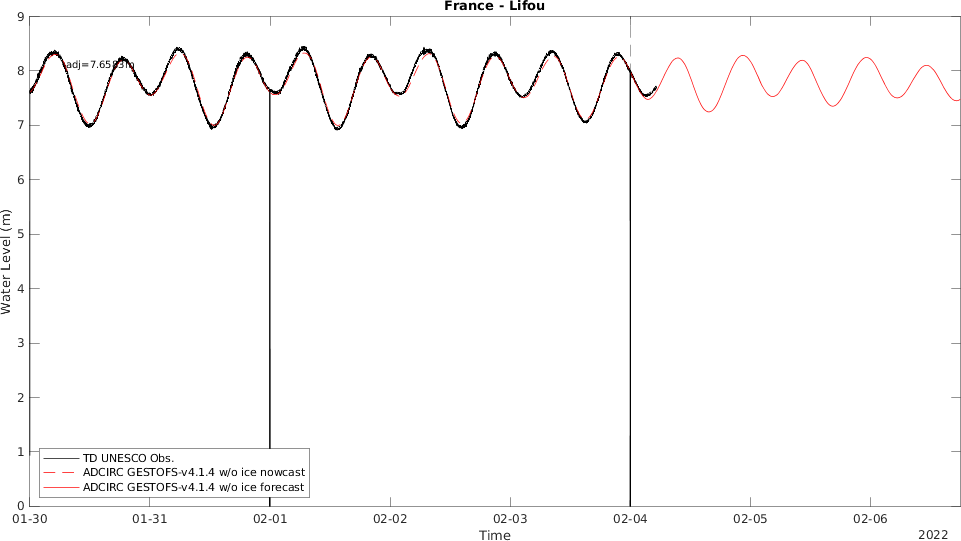 France - Lifou
9
8
7
6
5
4
3
2
1
0
Water Level (m)
adj=7.6583m
TD UNESCO Obs.
ADCIRC GESTOFS-v4.1.4 w/o ice nowcast
ADCIRC GESTOFS-v4.1.4 w/o ice forecast
01-30 01-31 02-01 02-02 02-03 02-04 02-05 02-06
Time
2022